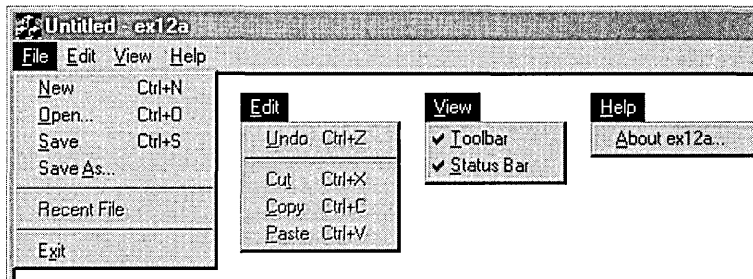 Untitled - ex12a
File Edit View Help
New Ctrl+N
Open... Ctrl+O
Save Ctrl+S
Save As...
Recent File
Exit
Edit
Undo Ctrl+Z
Cut Ctrl+X
Copy Ctrl+C
Paste Ctrl+V
View
✓ Toolbar
✓ Status Bar
Help
About ex12a...